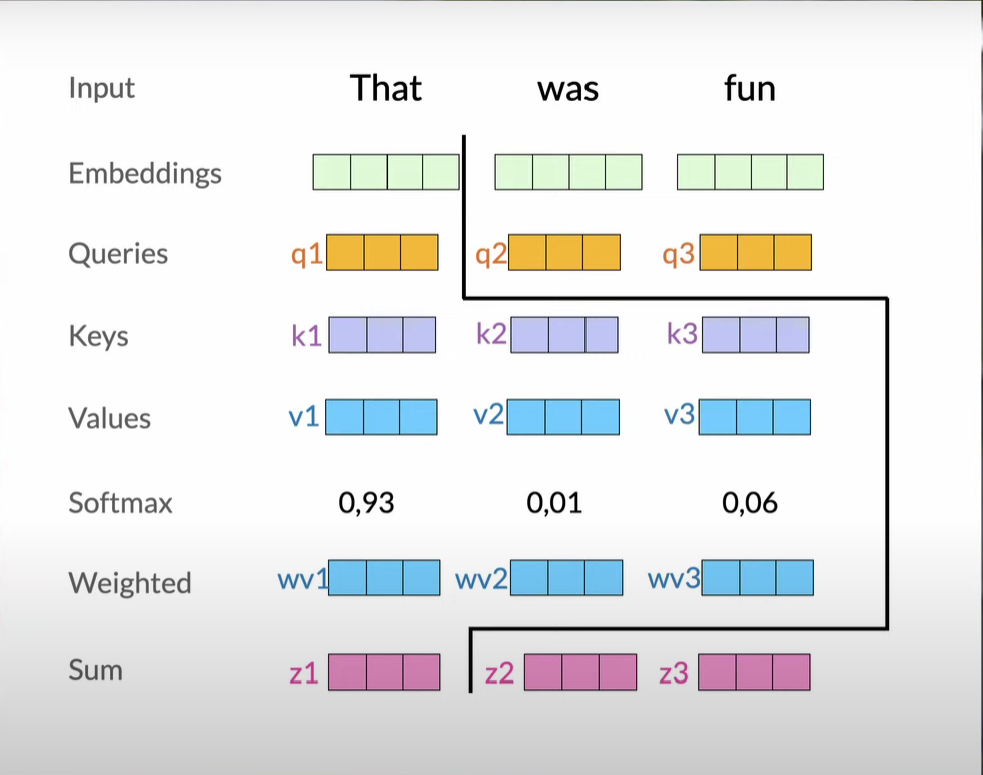 Input That was fun
Embeddings
Queries q1 q2 q3
Keys k1 k2 k3
Values v1 v2 v3
Softmax 0,93 0,01 0,06
Weighted wv1 wv2 wv3
Sum z1 z2 z3